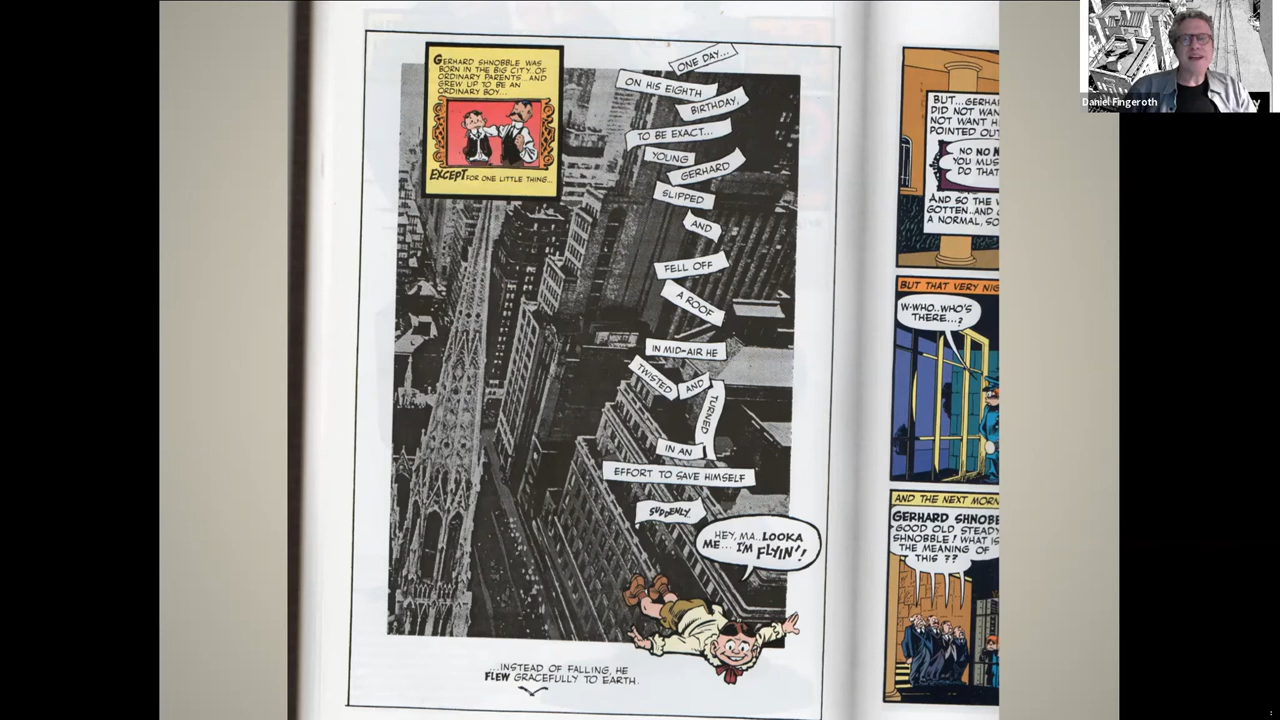 GERHARD SHNOBBLE WAS
BORN IN THE BIG CITY..OF
ORDINARY PARENTS...AND
GREW UP TO BE AN
ORDINARY BOY...
EXCEPT FOR ONE LITTLE THING...
ONE DAY...
ON HIS EIGHTH
BIRTHDAY,
TO BE EXACT...
YOUNG
GERHARD
SLIPPED
AND
FELL OFF
A ROOF
IN MID-AIR HE
TWISTED AND
TURNED
IN AN
EFFORT TO SAVE HIMSELF
SUDDENLY..
HEY, MA..LOOKA
ME... I'M FLYIN'!
...INSTEAD OF FALLING, HE
FLEW GRACEFULLY TO EARTH.
BUT...GERHA
DID NOT WAN
NOT WANT H
POINTED OUT
NO NO N
YOU MUS
DO THAT
AND SO THE W
GOTTEN..AND
A NORMAL, SO
BUT THAT VERY NIG
W-WHO..WHO'S
THERE...?
AND THE NEXT MORN
GERHARD SHNOBB
GOOD OLD STEADY
SHNOBBLE! WHAT IS
THE MEANING OF
THIS ??
Daniel Fingeroth